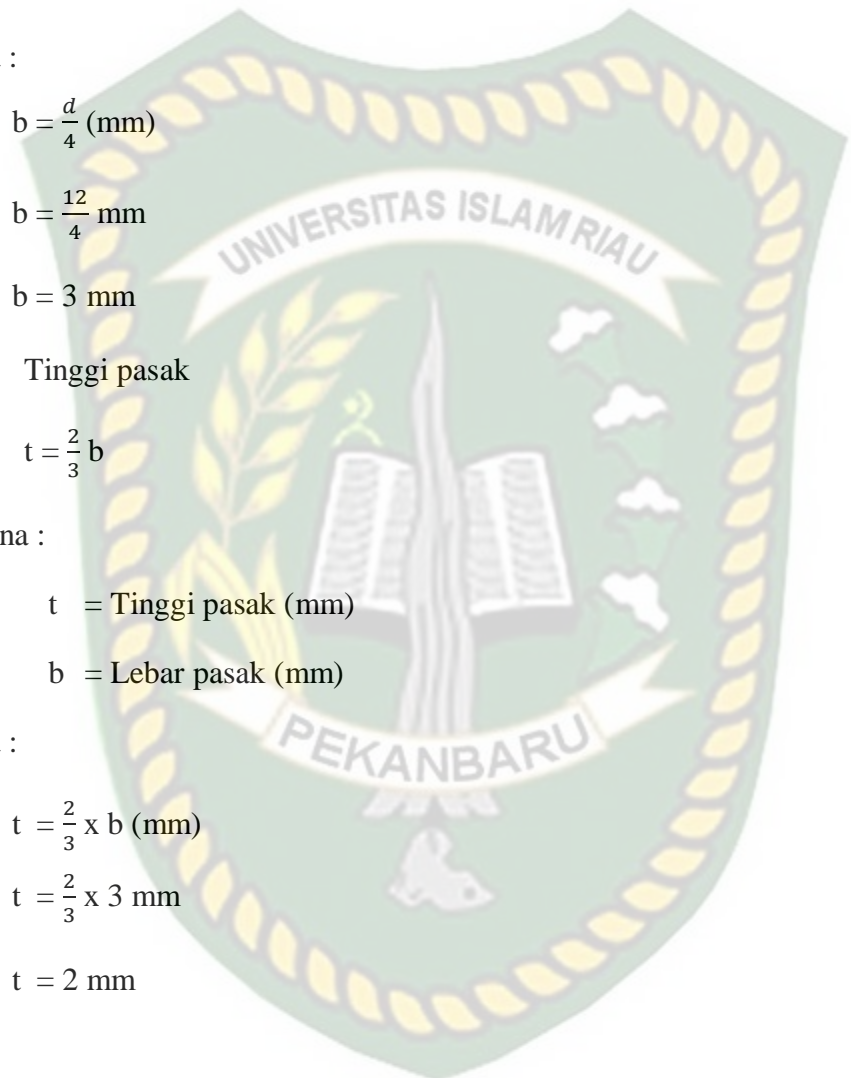 :
b = d/4 (mm)
b = 12/4 mm
b = 3 mm
Tinggi pasak
t = 2/3 b
na :
t = Tinggi pasak (mm)
b = Lebar pasak (mm)
:
t = 2/3 x b (mm)
t = 2/3 x 3 mm
t = 2 mm
UNIVERSITAS ISLAM RIAU
PEKANBARU